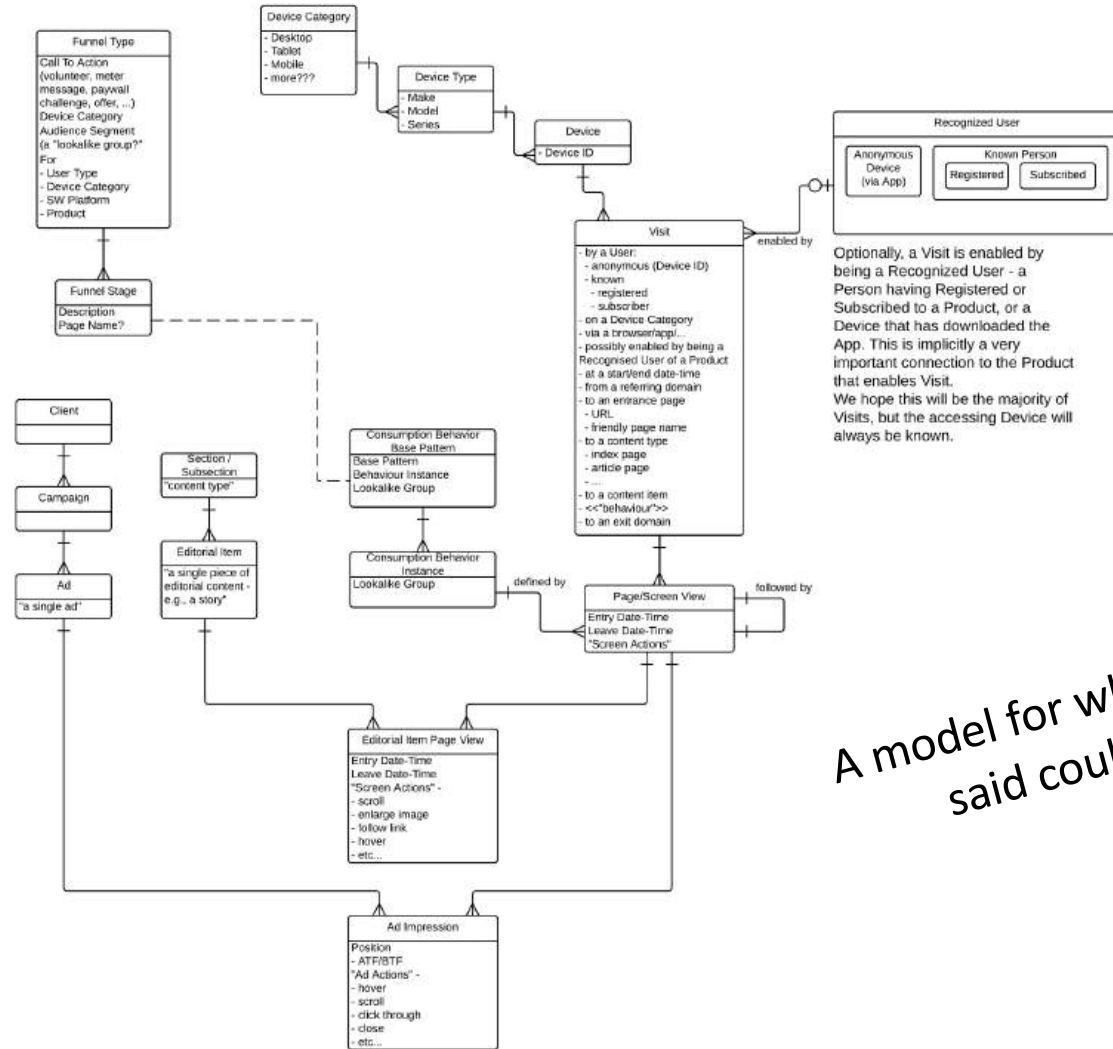 Device Category
- Desktop
- Tablet
- Mobile
- more???
Funnel Type
Call To Action
(volunteer, meter
message, paywall
challenge, offer, ...)
Device Category
Audience Segment
(a "lookalike group?"
For
- User Type
- Device Category
- SW Platform
- Product
Device Type
- Make
- Model
- Series
Device
- Device ID
Recognized User
Anonymous
Device
(via App)
Known Person
Registered
Subscribed
enabled by
Optionally, a Visit is enabled by
being a Recognized User - a
Person having Registered or
Subscribed to a Product, or a
Device that has downloaded the
App. This is implicitly a very
important connection to the Product
that enables Visit.
We hope this will be the majority of
Visits, but the accessing Device will
always be known.
Visit
- by a User:
- anonymous (Device ID)
- known
- registered
- subscriber
- on a Device Category
- via a browser/app/...
- possibly enabled by being a
Recognised User of a Product
- at a start/end date-time
- from a referring domain
- to an entrance page
- URL
- friendly page name
- to a content type
- index page
- article page
- ...
- to a content item
- <<"behaviour">>
- to an exit domain
Funnel Stage
Description
Page Name?
Client
Campaign
Ad
"a single ad"
Section /
Subsection
"content type"
Editorial Item
"a single piece of
editorial content -
e.g., a story"
Consumption Behavior
Base Pattern
Base Pattern
Behaviour Instance
Lookalike Group
Consumption Behavior
Instance
Lookalike Group
defined by
Page/Screen View
Entry Date-Time
Leave Date-Time
"Screen Actions"
followed by
Editorial Item Page View
Entry Date-Time
Leave Date-Time
"Screen Actions" -
- scroll
- enlarge image
- follow link
- hover
- etc...
Ad Impression
Position
- ATF/BTF
"Ad Actions" -
- hover
- scroll
- click through
- close
- etc...
A model for
said